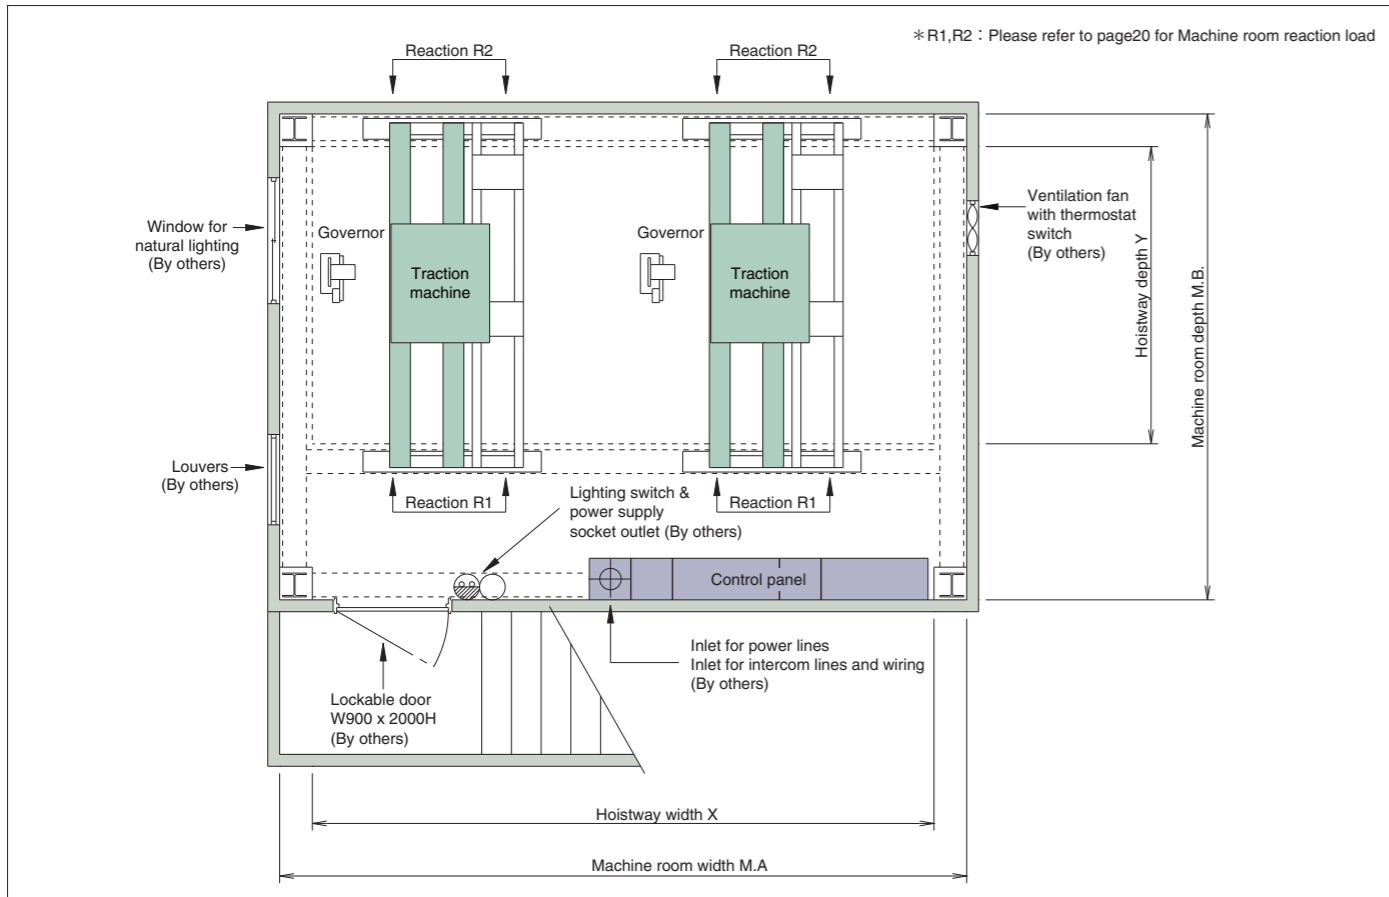 Reaction R2
Reaction R2
*R1,R2 : Please refer to page20 for Machine room reaction load
Window for
natural lighting
(By others)
Governor
Traction
machine
Governor
Traction
machine
Ventilation fan
with thermostat
switch
(By others)
Hoistway depth Y
Machine room depth M.B.
Louvers
(By others)
Reaction R1
Lighting switch &
power supply
socket outlet (By others)
Reaction R1
Control panel
Inlet for power lines
Inlet for intercom lines and wiring
(By others)
Lockable door
W900 x 2000H
(By others)
Hoistway width X
Machine room width M.A